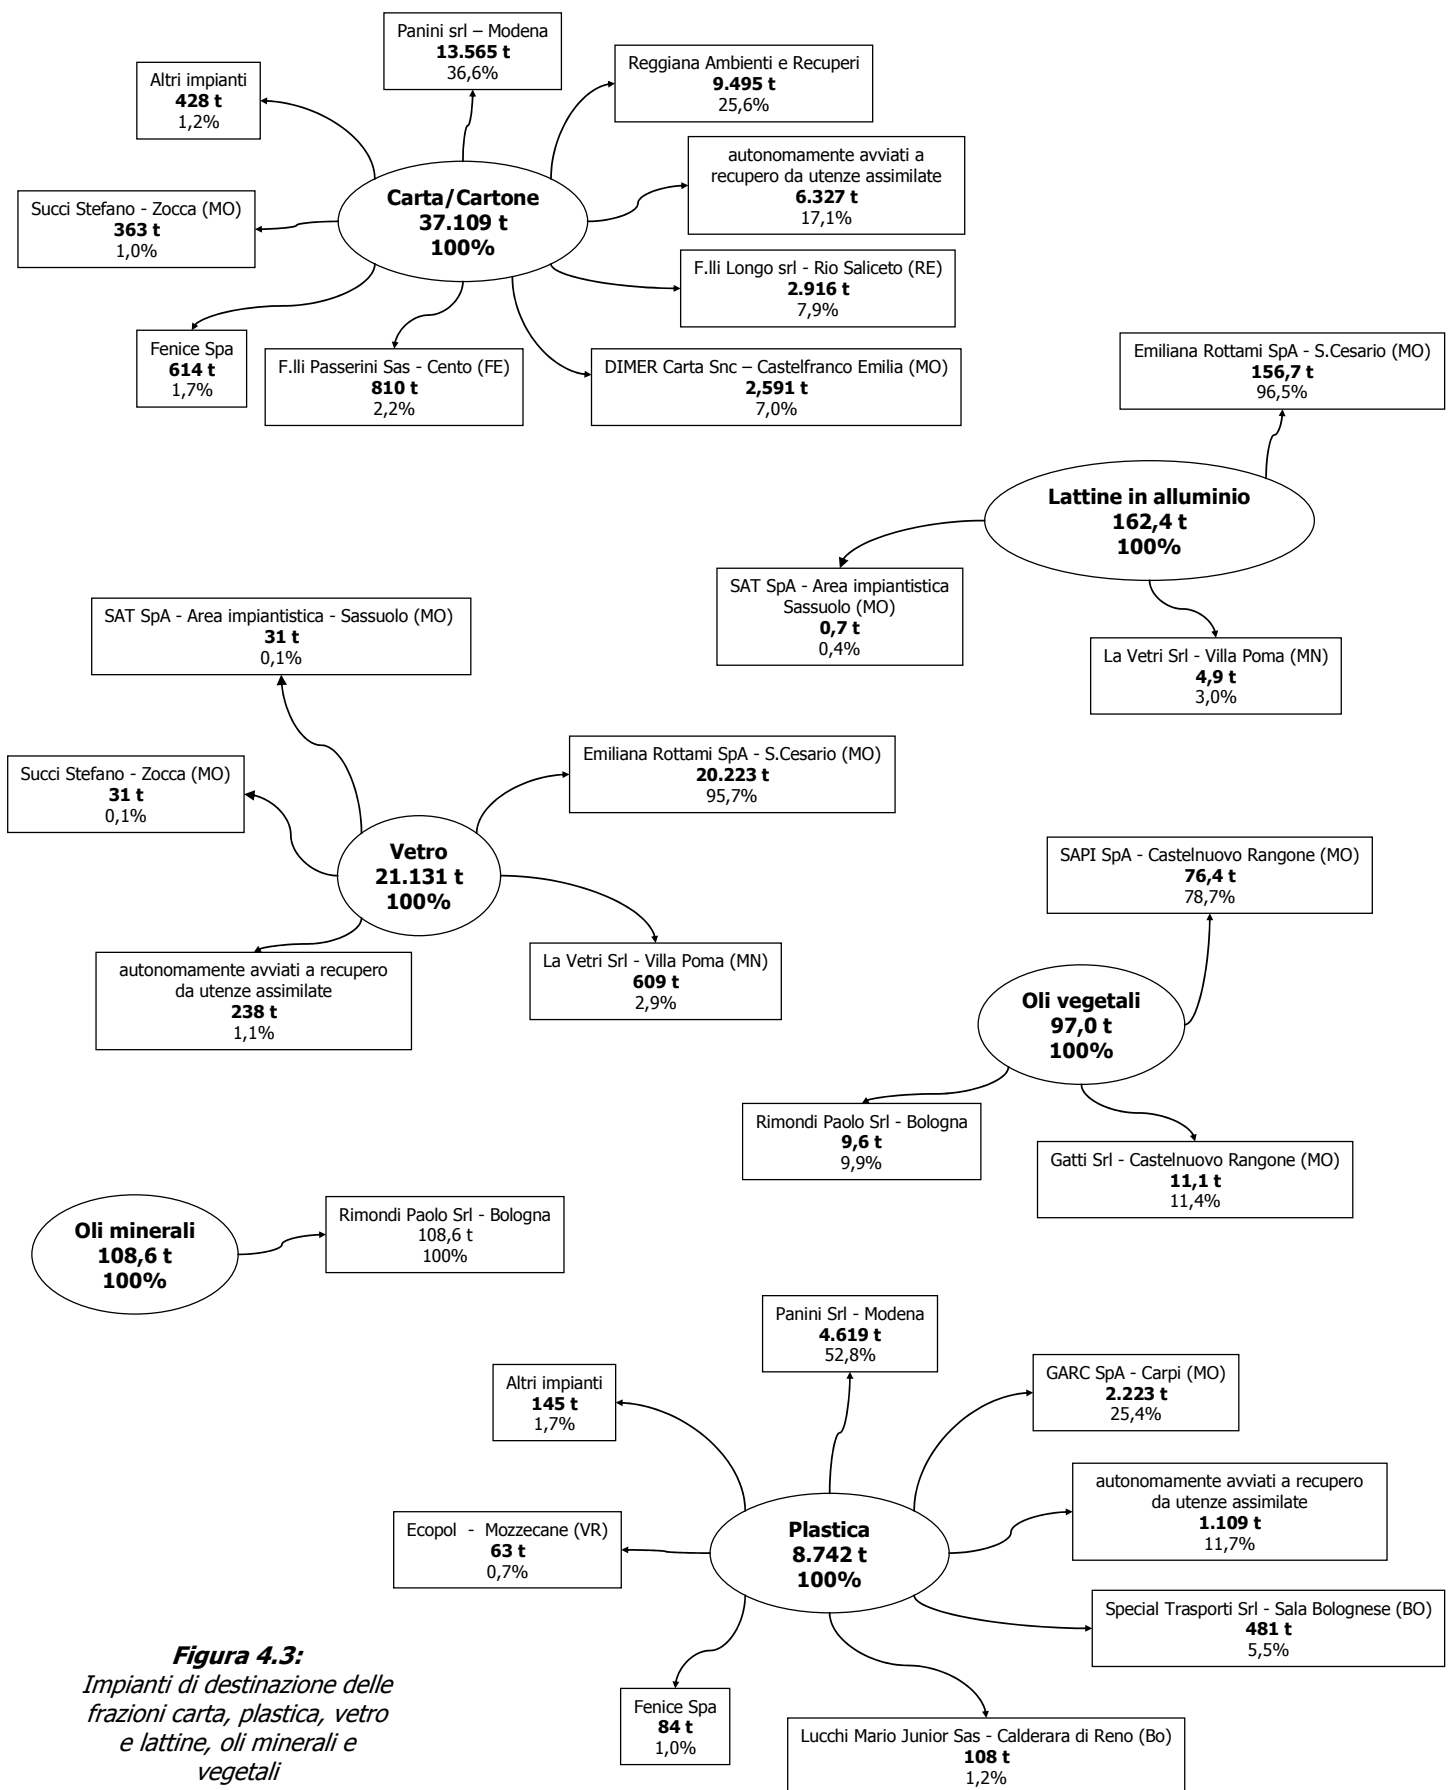 Panini srl – Modena
13.565 t
36,6%
Reggiana Ambienti e Recuperi
9.495 t
25,6%
Altri impianti
428 t
1,2%
autonomamente avviati a
recupero da utenze assimilate
6.327 t
17,1%
Carta/Cartone
37.109 t
100%
Succi Stefano - Zocca (MO)
363 t
1,0%
F.lli Longo srl - Rio Saliceto (RE)
2.916 t
7,9%
Fenice Spa
614 t
1,7%
F.lli Passerini Sas - Cento (FE)
810 t
2,2%
DIMER Carta Snc – Castelfranco Emilia (MO)
2,591 t
7,0%
Emiliana Rottami SpA - S.Cesario (MO)
156,7 t
96,5%
Lattine in alluminio
162,4 t
100%
SAT SpA - Area impiantistica
Sassuolo (MO)
0,7 t
0,4%
La Vetri Srl - Villa Poma (MN)
4,9 t
3,0%
SAT SpA - Area impiantistica - Sassuolo (MO)
31 t
0,1%
Succi Stefano - Zocca (MO)
31 t
0,1%
Emiliana Rottami SpA - S.Cesario (MO)
20.223 t
95,7%
Vetro
21.131 t
100%
autonomamente avviati a recupero
da utenze assimilate
238 t
1,1%
La Vetri Srl - Villa Poma (MN)
609 t
2,9%
SAPI SpA - Castelnuovo Rangone (MO)
76,4 t
78,7%
Oli vegetali
97,0 t
100%
Rimondi Paolo Srl - Bologna
9,6 t
9,9%
Gatti Srl - Castelnuovo Rangone (MO)
11,1 t
11,4%
Oli minerali
108,6 t
100%
Rimondi Paolo Srl - Bologna
108,6 t
100%
Panini Srl - Modena
4.619 t
52,8%
GARC SpA - Carpi (MO)
2.223 t
25,4%
Altri impianti
145 t
1,7%
autonomamente avviati a recupero
da utenze assimilate
1.109 t
11,7%
Plastica
8.742 t
100%
Ecopol - Mozzecane (VR)
63 t
0,7%
Special Trasporti Srl - Sala Bolognese (BO)
481 t
5,5%
Fenice Spa
84 t
1,0%
Lucchi Mario Junior Sas - Calderara di Reno (Bo)
108 t
1,2%
Figura 4.3:
Impianti di destinazione delle
frazioni carta, plastica, vetro
e lattine, oli minerali e
vegetali